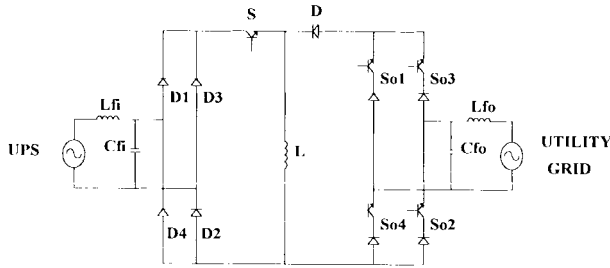 S
D
D1
D3
So1
So3
Lfi
Lfo
UPS
Cfi
L
Cfo
UTILITY
GRID
D4
D2
So4
So2